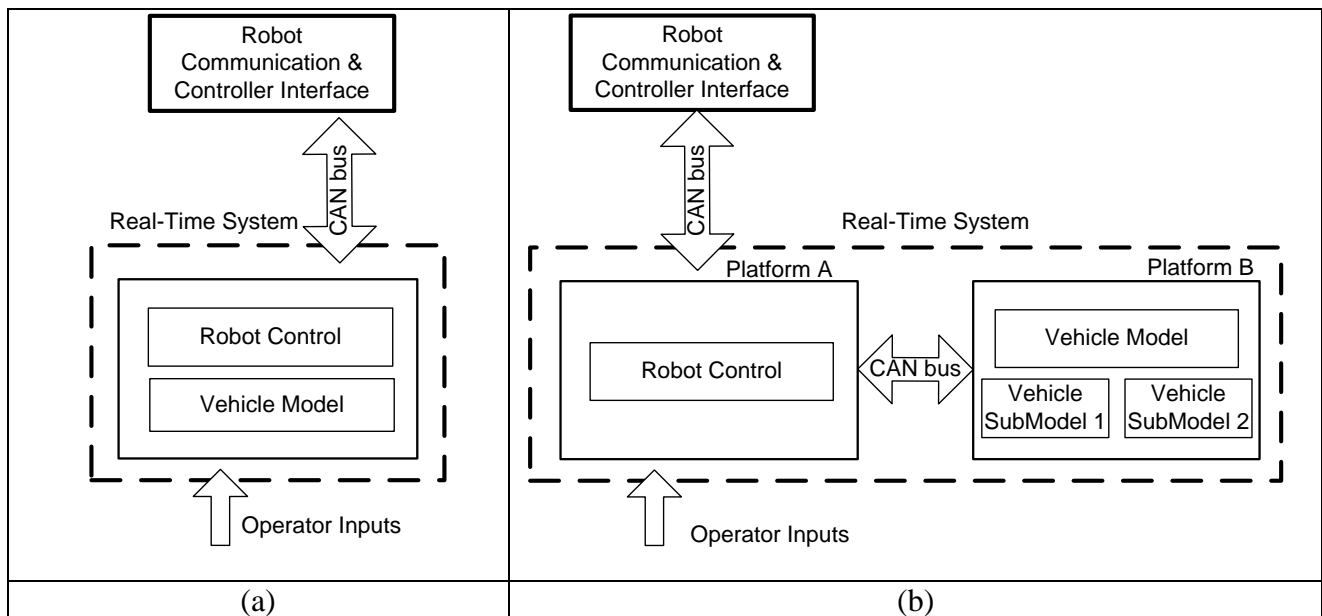 Robot
Communication &
Controller Interface
CAN bus
Real-Time System
Robot Control
Vehicle Model
Operator Inputs
(a)
Robot
Communication &
Controller Interface
CAN bus
Real-Time System
Platform A
Platform B
Robot Control
CAN bus
Vehicle Model
Vehicle
SubModel 1
Vehicle
SubModel 2
Operator Inputs
(b)